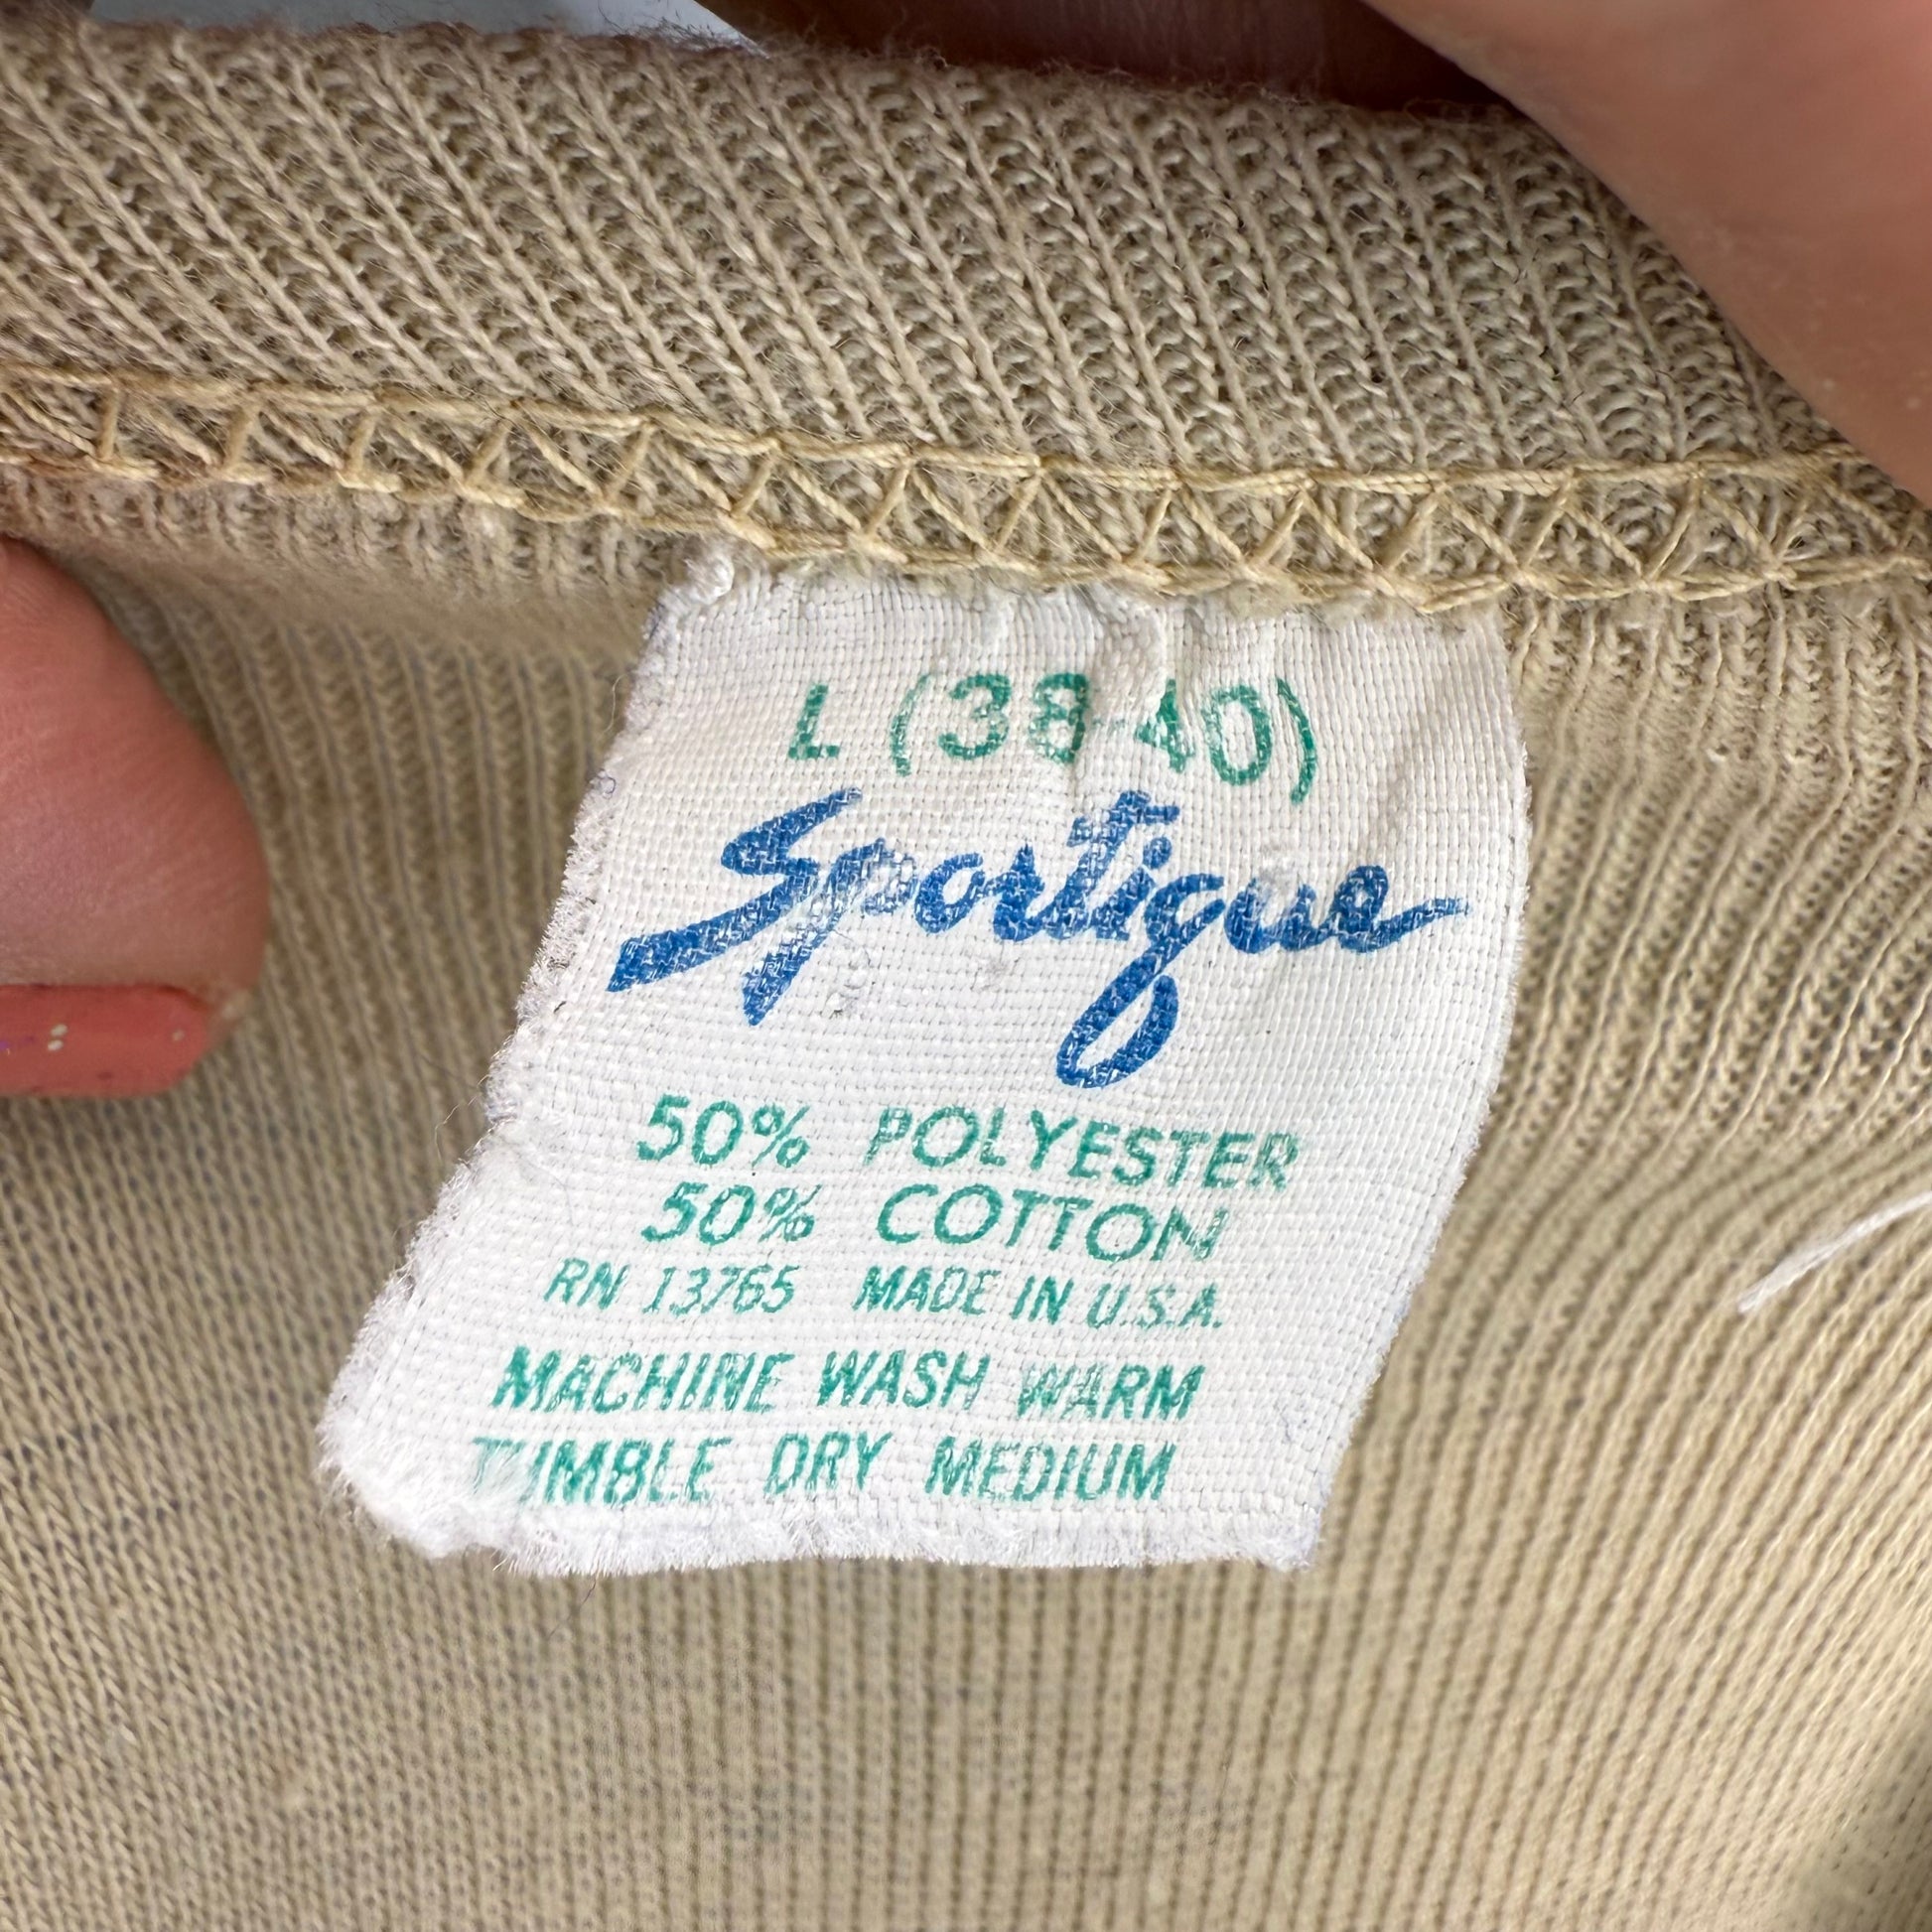 L (38-40)
Sportique
50% POLYESTER
50% COTTON
RN 13765 MADE IN U.S.A.
MACHINE WASH WARM
TUMBLE DRY MEDIUM